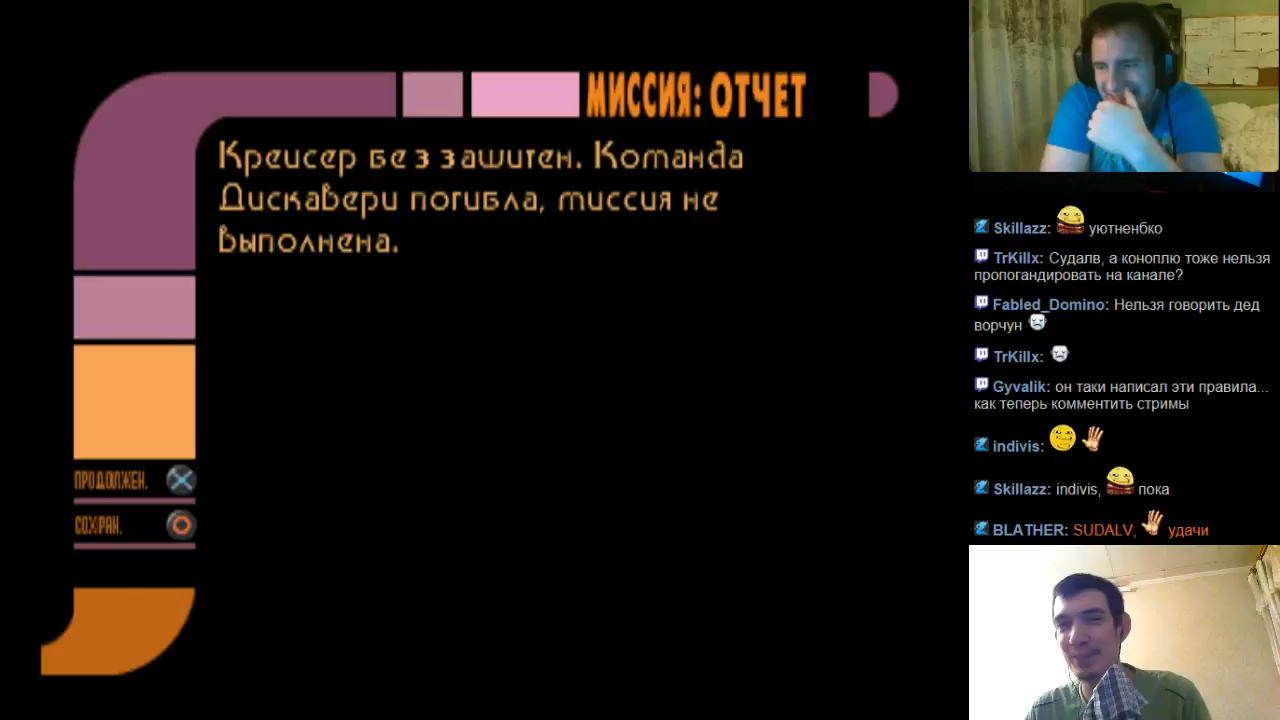 МИССИЯ: ОТЧЕТ
Креисер без зашитен. Команда
Дискавери погибла, миссия не
выполнена.
ПРОДОЛЖЕН.
СОХРАН.
Skillazz: уютненбко
TrKillx: Судалв, а коноплю тоже нельзя
пропогандировать на канале?
Fabled_Domino: Нельзя говорить дед
ворчун
TrKillx:
Gyvalik: он таки написал эти правила...
как теперь комментить стримы
indivis:
Skillazz: indivis, пока
BLATHER: SUDALV, удачи